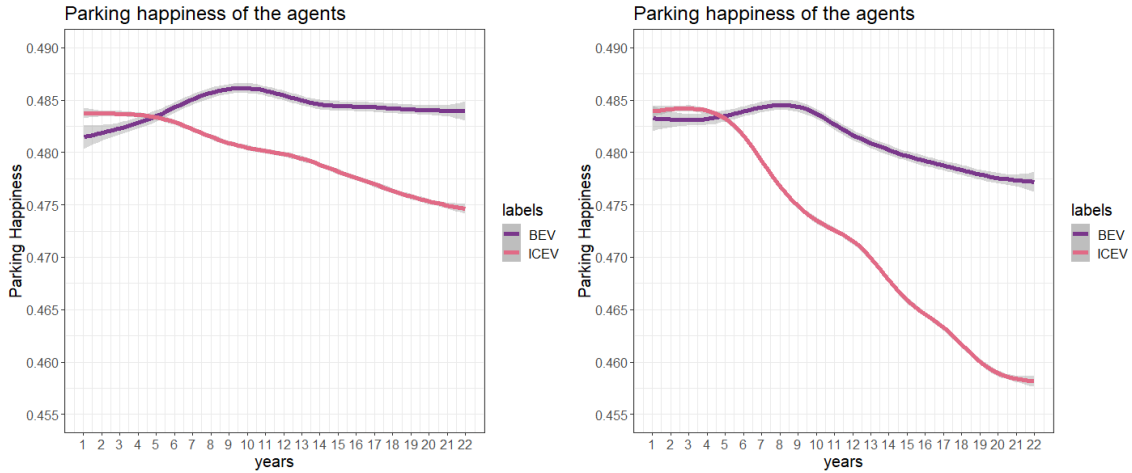 Parking happiness of the agents
Parking Happiness
0.490
0.485
0.480
0.475
0.470
0.465
0.460
0.455
1 2 3 4 5 6 7 8 9 10 11 12 13 14 15 16 17 18 19 20 21 22
years
labels
BEV
ICEV
Parking happiness of the agents
Parking Happiness
0.490
0.485
0.480
0.475
0.470
0.465
0.460
0.455
1 2 3 4 5 6 7 8 9 10 11 12 13 14 15 16 17 18 19 20 21 22
years
labels
BEV
ICEV